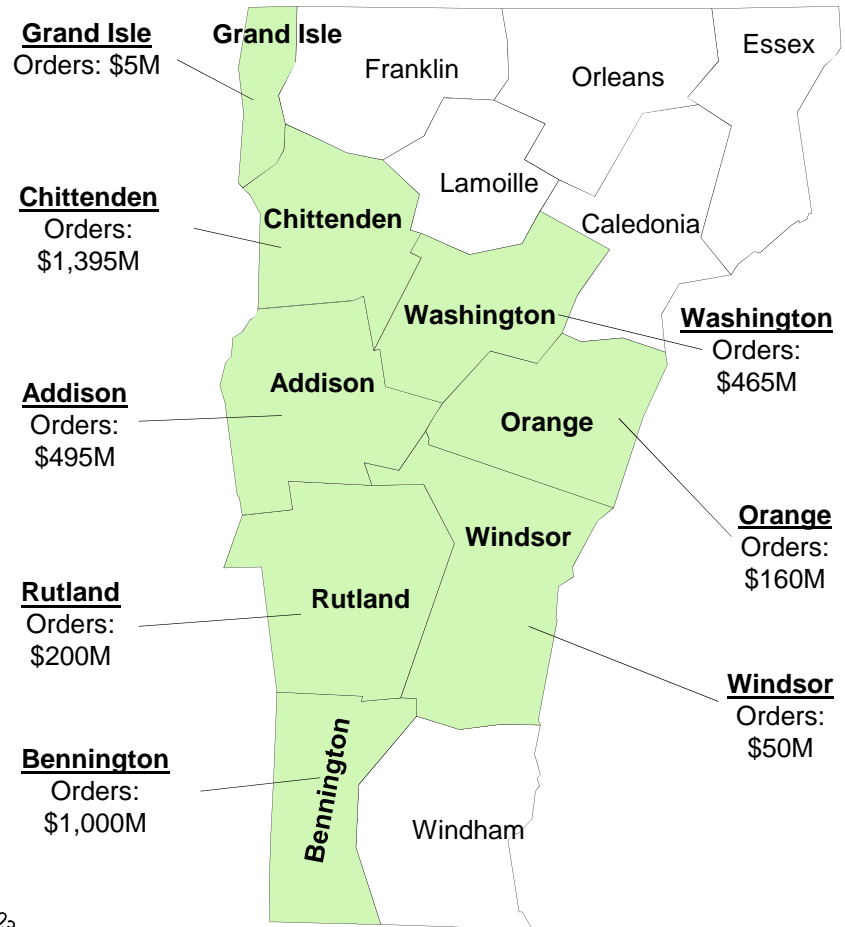 Grand Isle
Orders: $5M
Grand Isle
Franklin
Orleans
Essex
Lamoille
Caledonia
Chittenden
Orders:
$1,395M
Chittenden
Washington
Washington
Orders:
$465M
Addison
Orders:
$495M
Addison
Orange
Orange
Orders:
$160M
Windsor
Rutland
Orders:
$200M
Rutland
Windsor
Orders:
$50M
Bennington
Orders:
$1,000M
Bennington
Windham